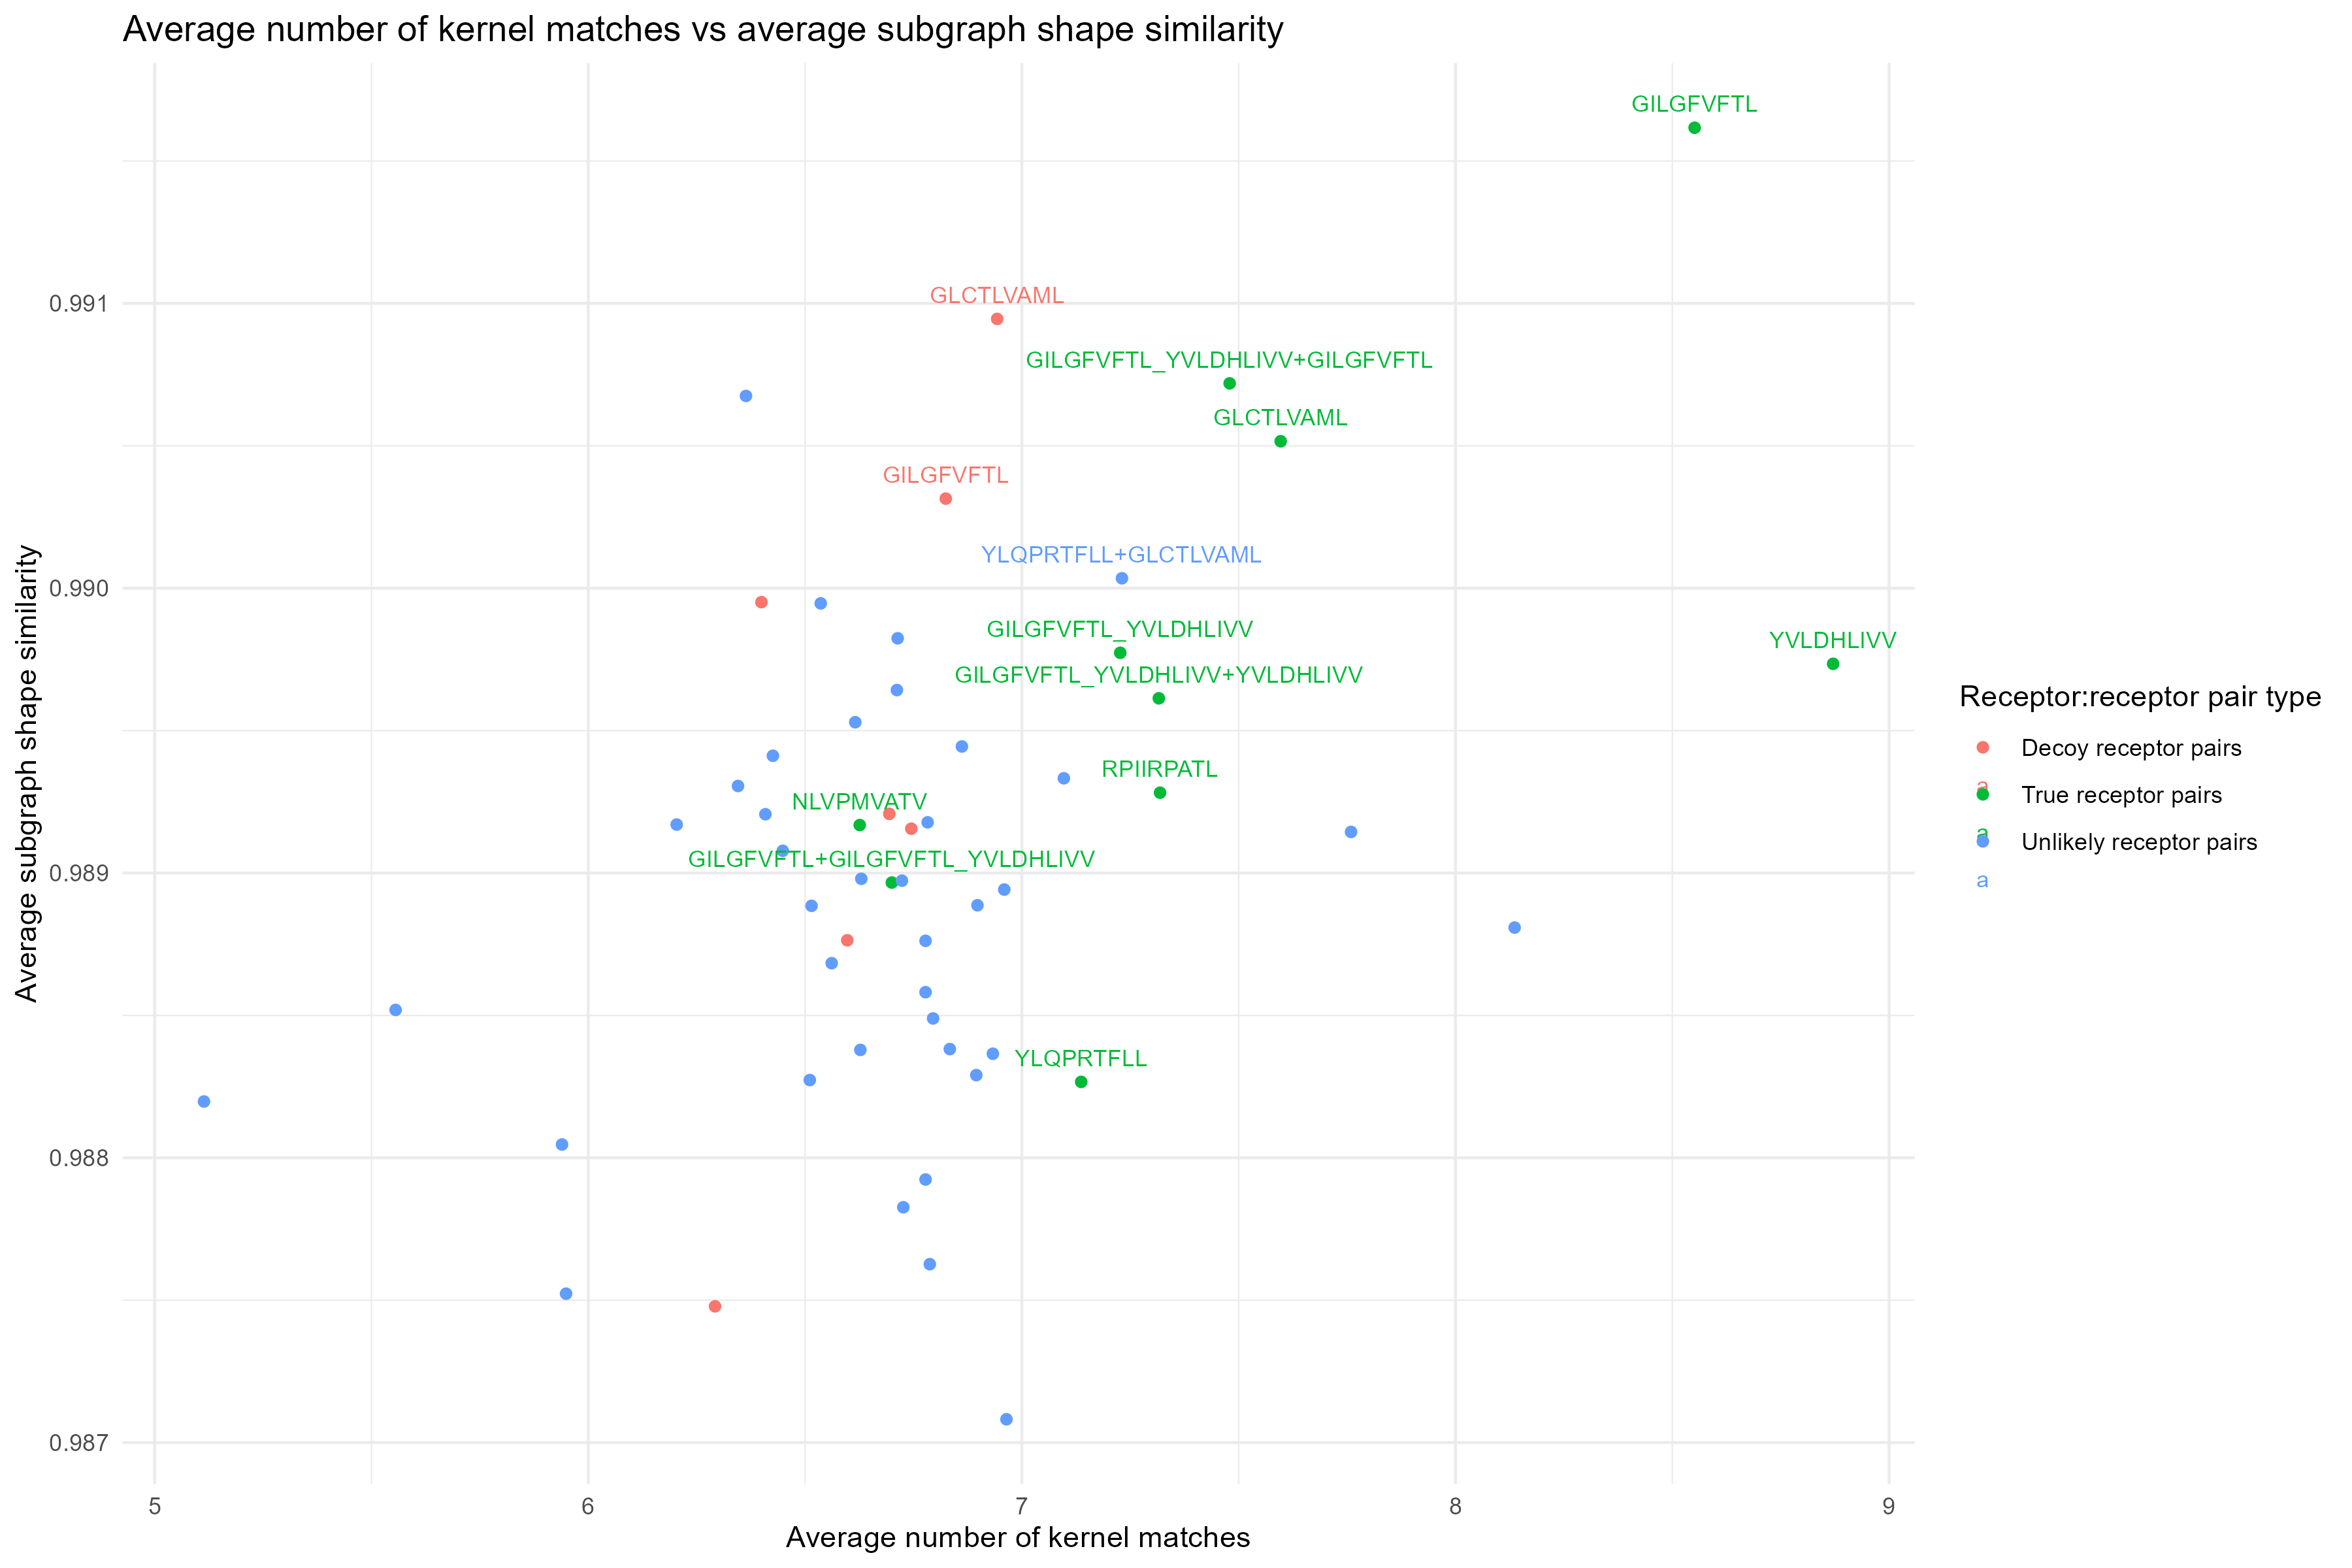 Average number of kernel matches vs average subgraph shape similarity
GILGFVFTL
GLCTLVAML
GILGFVFTL_YVLDHLIVV+GILGFVFTL
GLCTLVAML
GILGFVFTL
YLQPRTFLL+GLCTLVAML
GILGFVFTL_YVLDHLIVV
YVLDHLIVV
GILGFVFTL_YVLDHLIVV+YVLDHLIVV
RPIIRPATL
NLVPMVATV
GILGFVFTL+GILGFVFTL_YVLDHLIVV
YLQPRTFLL
0.991
0.990
0.989
0.988
0.987
Average subgraph shape similarity
5 6 7 8 9
Average number of kernel matches
Receptor:receptor pair type
Decoy receptor pairs
a
True receptor pairs
a
Unlikely receptor pairs
a